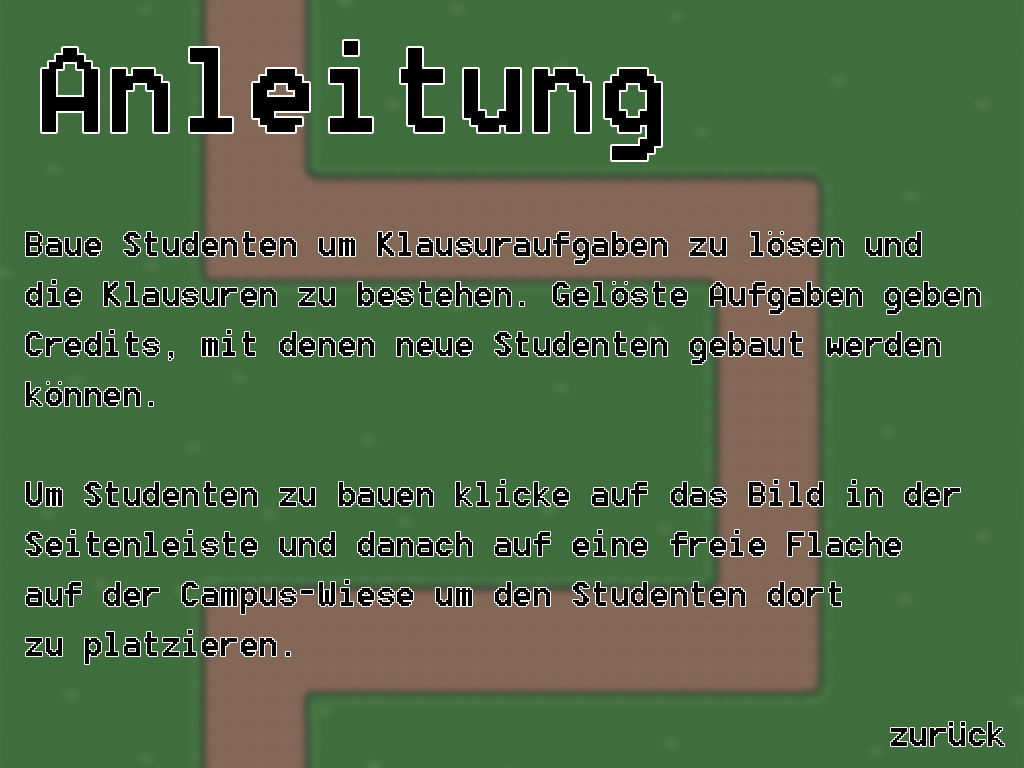 Anleitung
Baue Studenten um Klausuraufgaben zu lösen und
die Klausuren zu bestehen. Gelöste Aufgaben geben
Credits, mit denen neue Studenten gebaut werden
können.
Um Studenten zu bauen klicke auf das Bild in der
Seitenleiste und danach auf eine freie Flache
auf der Campus-Wiese um den Studenten dort
zu platzieren.
zurück